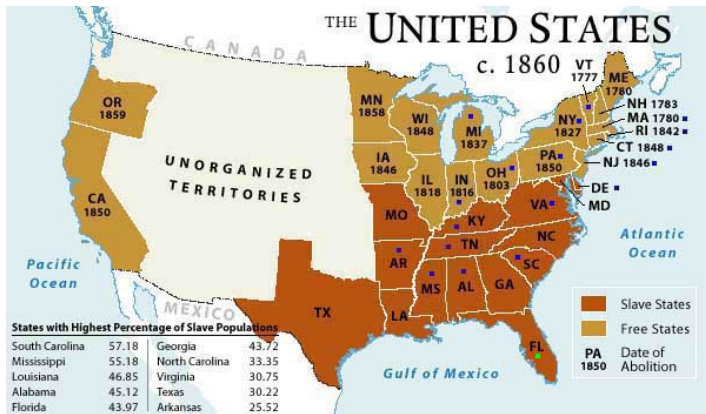 THE UNITED STATES
c. 1860
CANADA
VT
1777
ME
1780
NH 1783
MA 1780
RI 1842
CT 1848
NJ 1846
NY
1827
PA
1850
OR
1859
MN
1858
WI
1848
MI
1837
IA
1846
IL
1818
IN
1816
OH
1803
UNORGANIZED
TERRITORIES
CA
1850
DE
MD
MO
KY
VA
NC
TN
AR
SC
MS
AL
GA
LA
TX
FL
Pacific
Ocean
Atlantic
Ocean
MEXICO
Gulf of Mexico
Slave States
Free States
PA
1850
Date of
Abolition
States with Highest Percentage of Slave Populations
South Carolina 57.18 Georgia 43.72
Mississippi 55.18 North Carolina 33.35
Louisiana 46.85 Virginia 30.75
Alabama 45.12 Texas 30.22
Florida 43.97 Arkansas 25.52